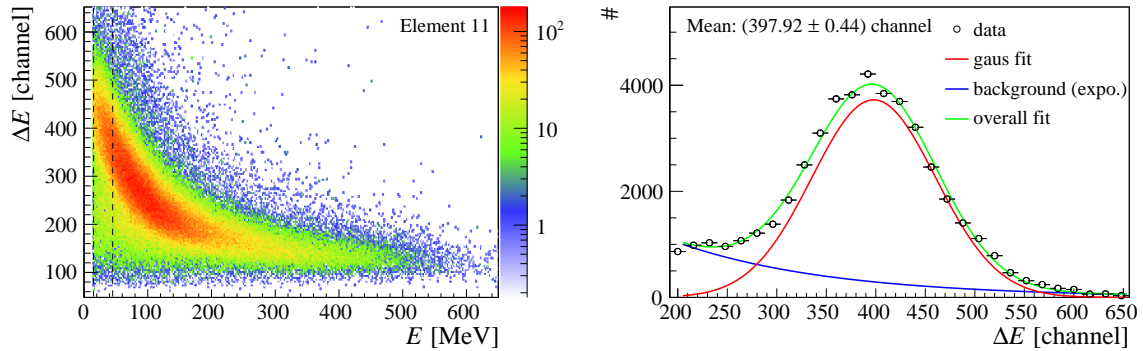 Element 11
ΔE [channel]
600
500
400
300
200
100
0 100 200 300 400 500 600
E [MeV]
10²
10
1
#
Mean: (397.92 ± 0.44) channel
data
gaus fit
background (expo.)
overall fit
4000
2000
0
200 250 300 350 400 450 500 550 600 650
ΔE [channel]